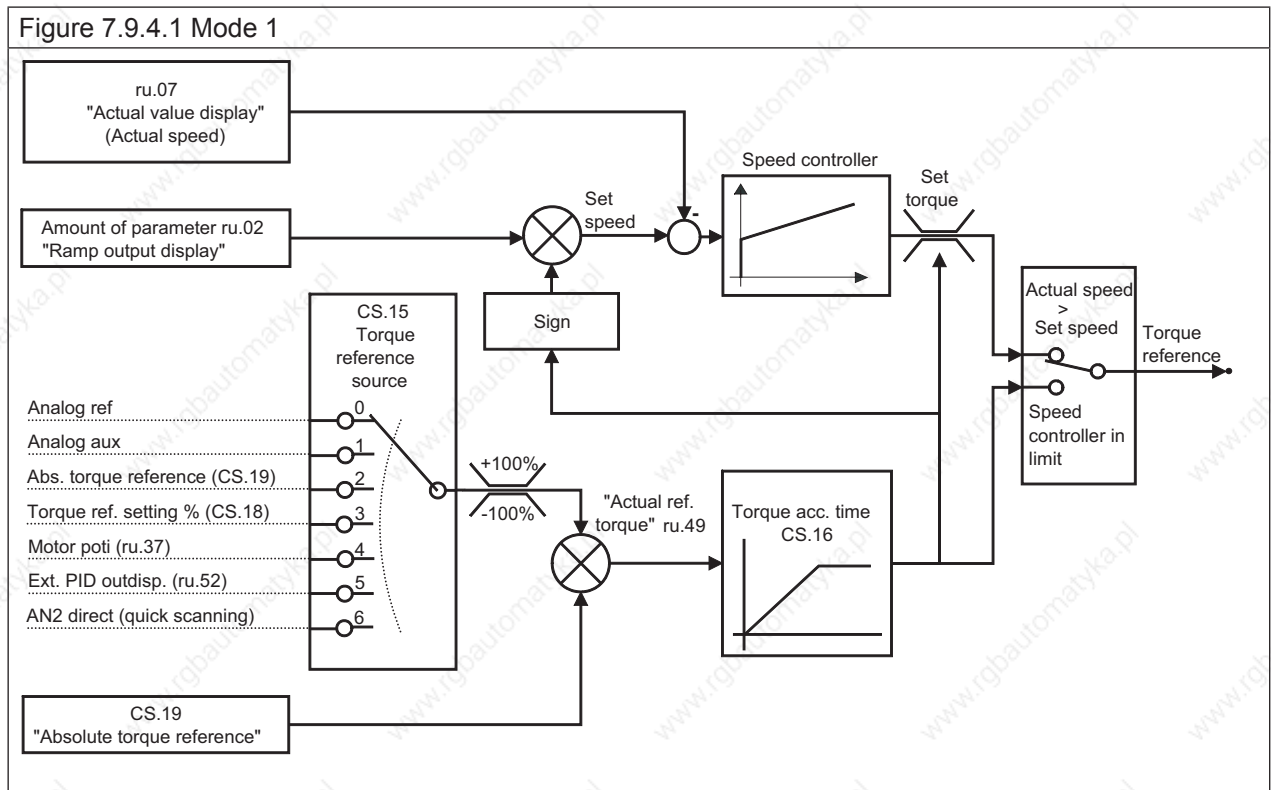 Figure 7.9.4.1 Mode 1
ru.07
"Actual value display"
(Actual speed)
Amount of parameter ru.02
"Ramp output display"
Set
speed
-
Speed controller
Set
torque
Sign
CS.15
Torque
reference
source
Analog ref
0
Analog aux
1
Abs. torque reference (CS.19)
2
Torque ref. setting % (CS.18)
3
Motor poti (ru.37)
4
Ext. PID outdisp. (ru.52)
5
AN2 direct (quick scanning)
6
+100%
-100%
"Actual ref.
torque" ru.49
Torque acc. time
CS.16
Actual speed
>
Set speed
Speed
controller in
limit
Torque
reference
CS.19
"Absolute torque reference"
www.rgbautomatyka.pl